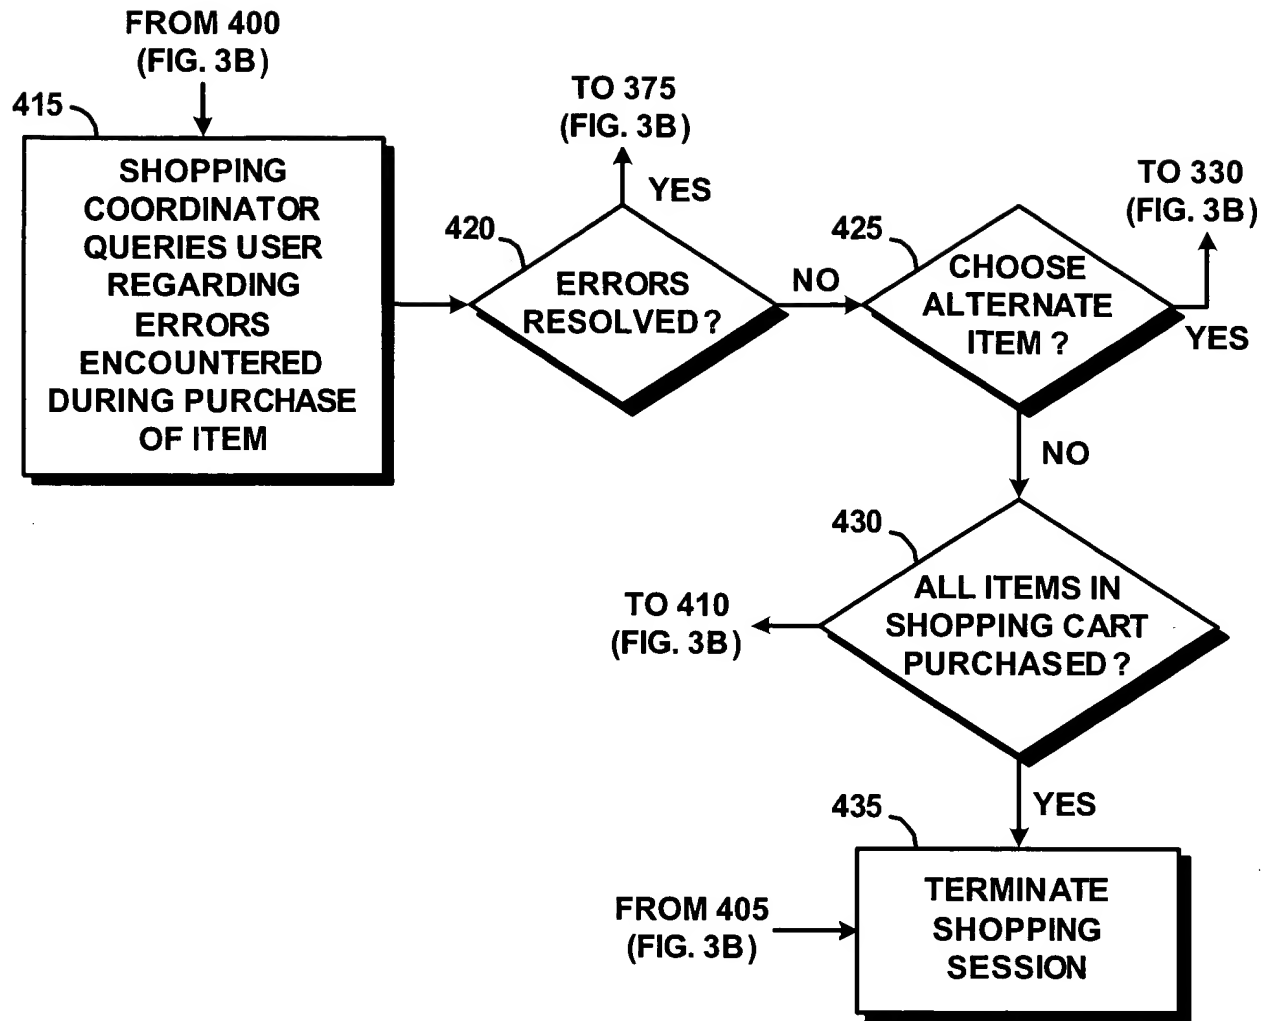 FROM 400
(FIG. 3B)
415
SHOPPING
COORDINATOR
QUERIES USER
REGARDING
ERRORS
ENCOUNTERED
DURING PURCHASE
OF ITEM
TO 375
(FIG. 3B)
YES
420
ERRORS
RESOLVED?
NO
TO 330
(FIG. 3B)
425
CHOOSE
ALTERNATE
ITEM ?
YES
NO
430
ALL ITEMS IN
SHOPPING CART
PURCHASED ?
TO 410
(FIG. 3B)
YES
435
TERMINATE
SHOPPING
SESSION
FROM 405
(FIG. 3B)